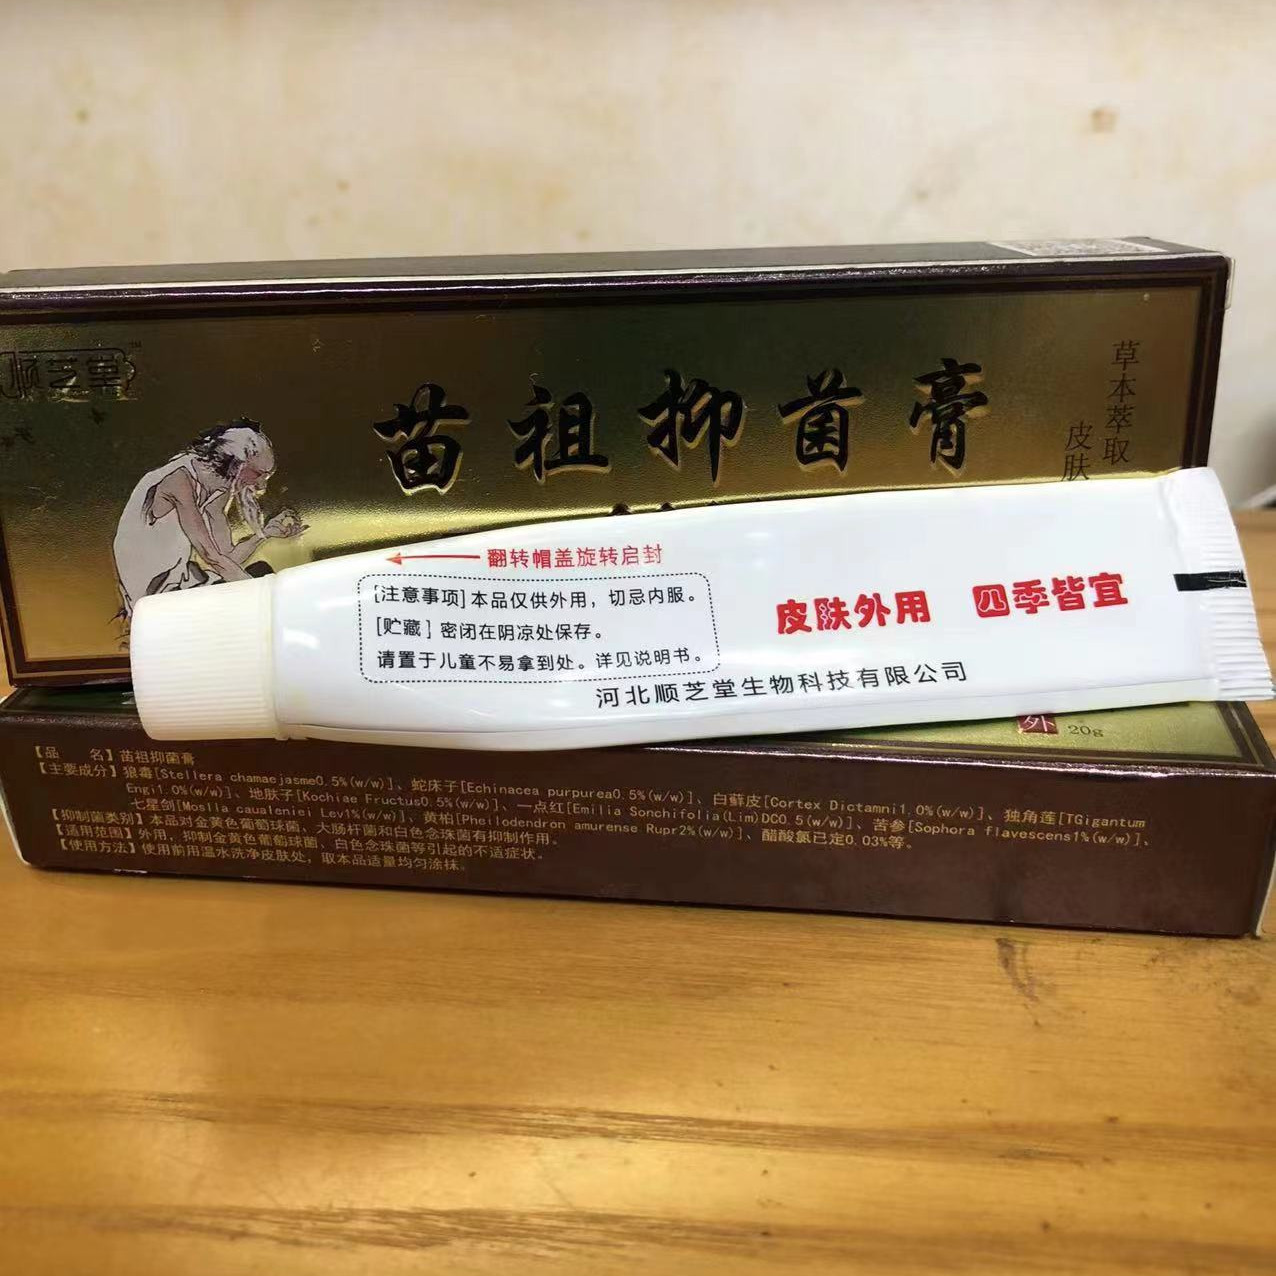 顺芝堂
TM
苗祖抑菌膏
草本萃取
皮肤
翻转帽盖旋转启封
[注意事项]本品仅供外用，切忌内服。
[贮藏]密闭在阴凉处保存。
请置于儿童不易拿到处。详见说明书。
皮肤外用 四季皆宜
河北顺芝堂生物科技有限公司
外 20g
【品 名】苗祖抑菌膏
【主要成分】狼毒[Stellera chamaejasme0.5%(w/w)]、蛇床子[Echinacea purpurea0.5%(w/w)]、白藓皮[Cortex Dictamni1.0%(w/w)]、独角莲[TGigantum
Engi1.0%(w/w)]、地肤子[Kochiae Fructus0.5%(w/w)]、一点红[Emilia Sonchifolia(Lim)DC0.5(w/w)]、苦参[Sophora flavescens1%(w/w)]、
七星剑[Moslla caualeniei Lev1%(w/w)]、黄柏[Pheilodendron amurense Rupr2%(w/w)]、醋酸氯已定0.03%等。
【抑制菌类别】本品对金黄色葡萄球菌、大肠杆菌和白色念珠菌有抑制作用。
【适用范围】外用，抑制金黄色葡萄球菌、白色念珠菌等引起的不适症状。
【使用方法】使用前用温水洗净皮肤处，取本品适量均匀涂抹。